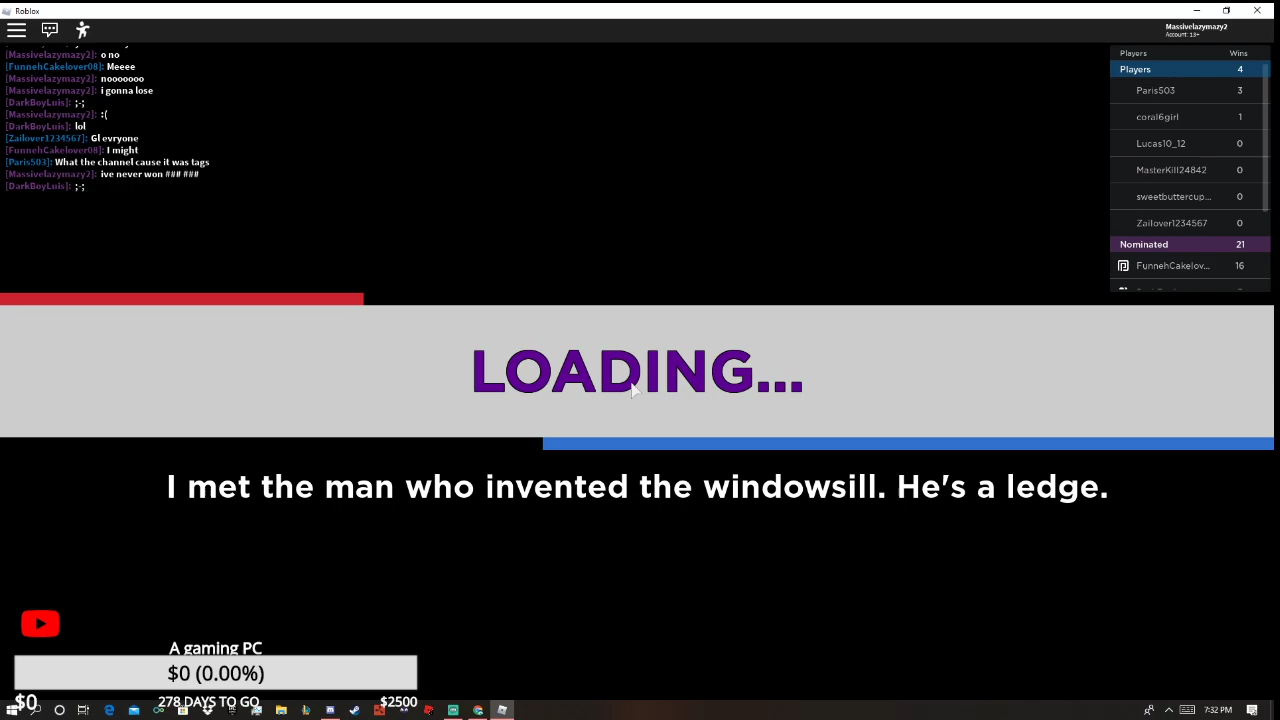 Roblox
Massivelazymazy2
Account: 13+
[Massivelazymazy2]: o no
[FunnehCakelover08]: Meeee
[Massivelazymazy2]: nooooooo
[Massivelazymazy2]: i gonna lose
[DarkBoyLuis]: ;-;
[Massivelazymazy2]: :(
[DarkBoyLuis]: lol
[Zailover1234567]: Gl evryone
[FunnehCakelover08]: I might
[Paris503]: What the channel cause it was tags
[Massivelazymazy2]: ive never won ### ###
[DarkBoyLuis]: ;-;
Players Wins
Players 4
Paris503 3
coral6girl 1
Lucas10_12 0
MasterKill24842 0
sweetbuttercup... 0
Zailover1234567 0
Nominated 21
FunnehCakelov... 16
LOADING...
I met the man who invented the windowsill. He's a ledge.
A gaming PC
$0 (0.00%)
$0 278 DAYS TO GO $2500
7:32 PM